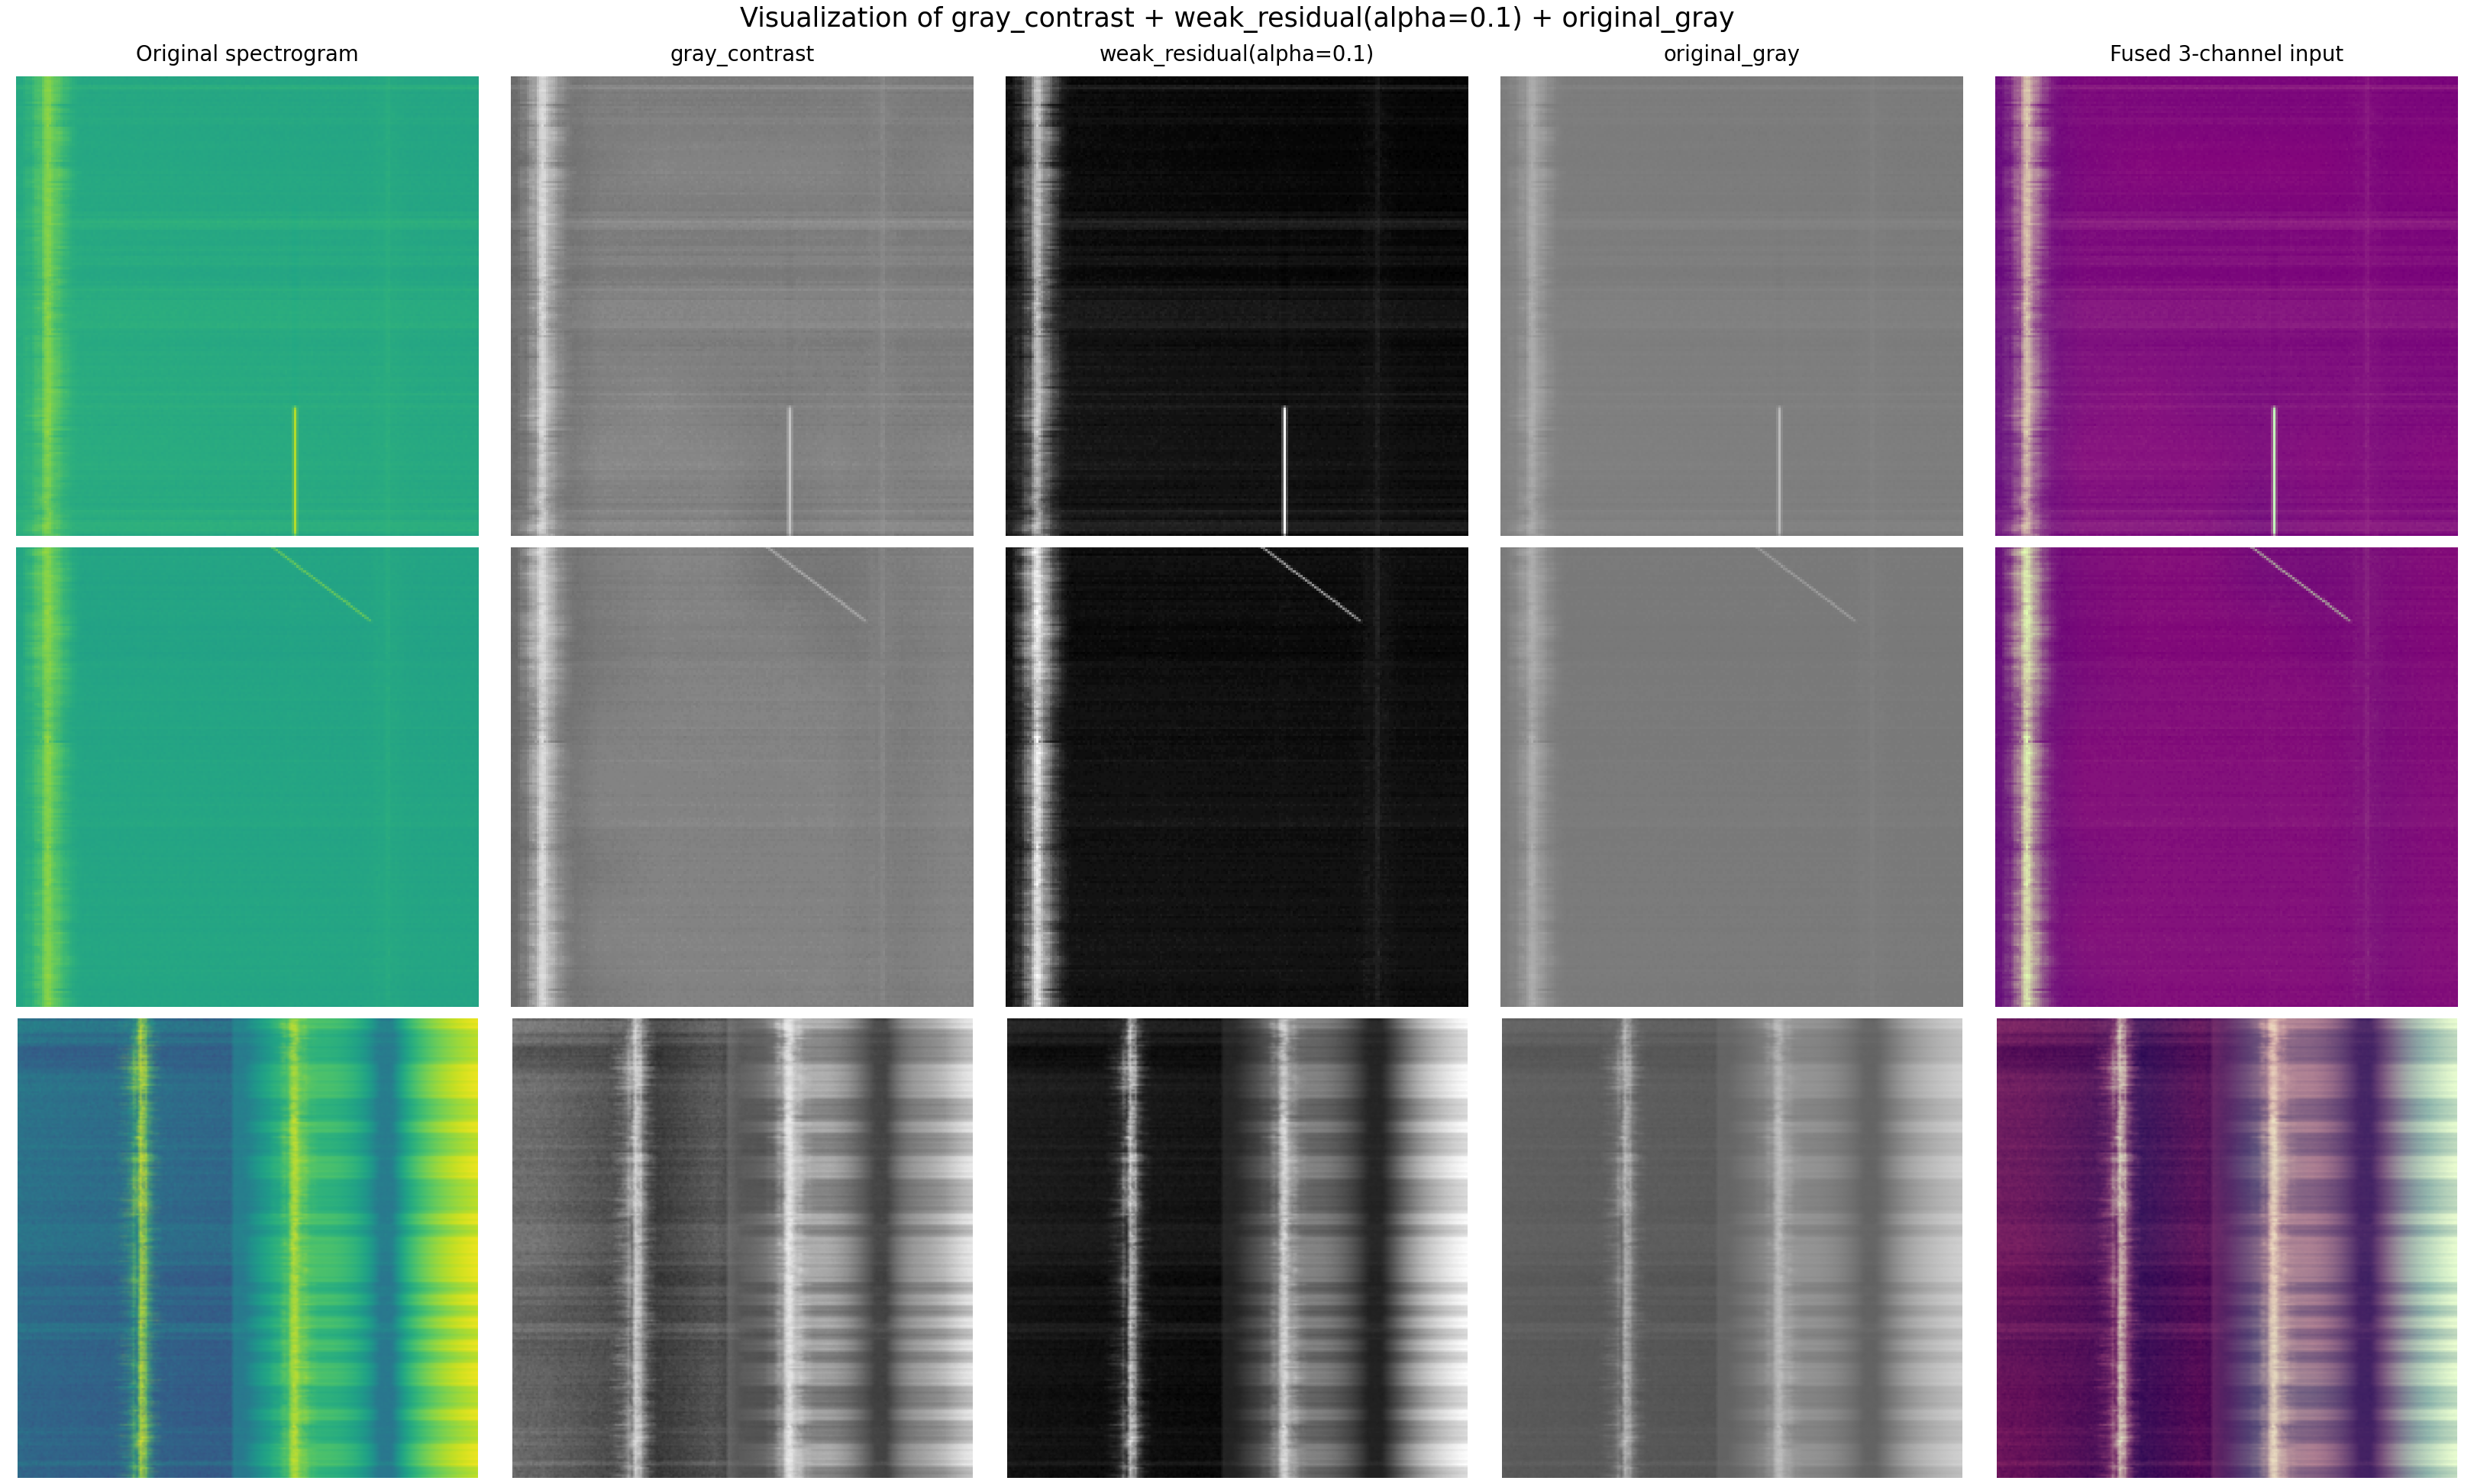 Visualization of gray_contrast + weak_residual(alpha=0.1) + original_gray
Original spectrogram
gray_contrast
weak_residual(alpha=0.1)
original_gray
Fused 3-channel input